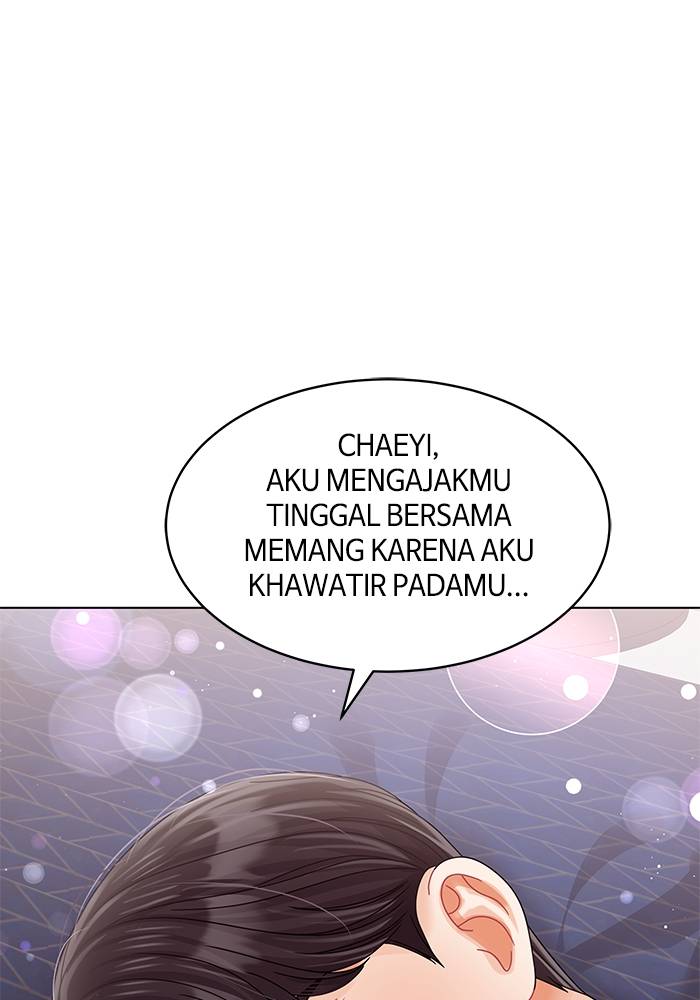 CHAEYI,
AKU MENGAJAKMU
TINGGAL BERSAMA
MEMANG KARENA AKU
KHAWATIR PADAMU...